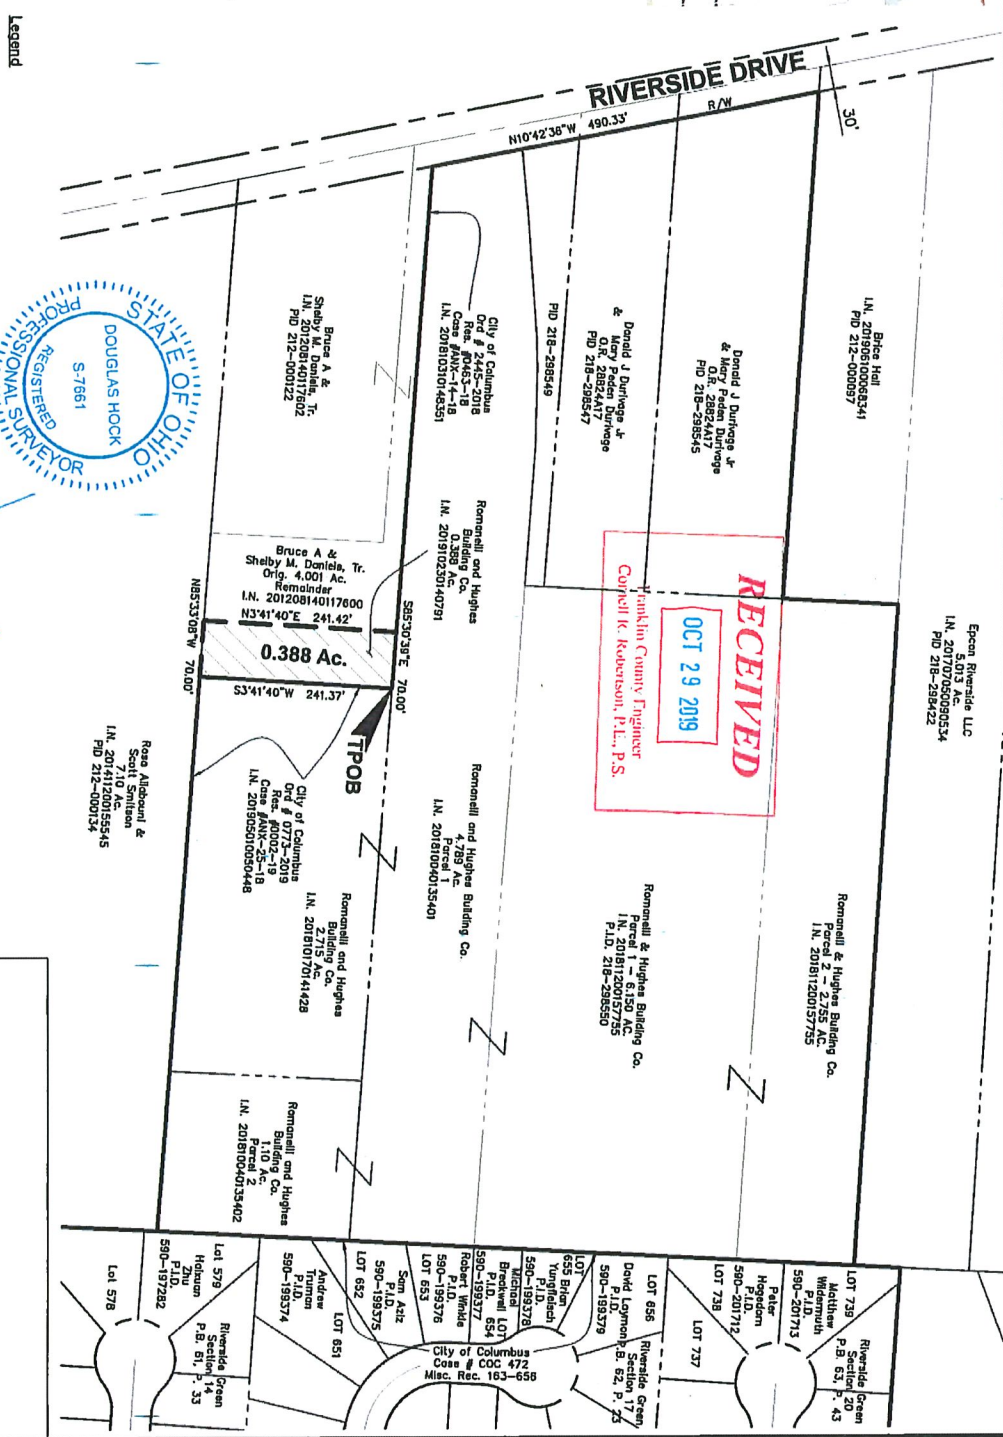 Legend
RIVERSIDE DRIVE
30'
R/W
N10°42'38"W 490.33'
Brice Hall
I.N. 201906100068341
PID 212-000097
Epcon Riverside LLC
5.013 Ac.
I.N. 201707050090534
PID 218-298422
Donald J Durivage Jr
& Mary Peden Durivage
O.R. 28824A17
PID 218-298545
Donald J Durivage Jr
& Mary Peden Durivage
O.R. 28824A17
PID 218-298547
PID 218-298549
City of Columbus
Ord # 2445-2018
Res. #0463-18
Case #ANX-14-18
I.N. 201810310148351
Bruce A &
Shelby M. Daniels, Tr.
I.N. 201208140117602
PID 212-000122
STATE OF OHIO
DOUGLAS HOCK
S-7661
REGISTERED
PROFESSIONAL SURVEYOR
Romanelli and Hughes
Building Co.
0.388 Ac.
I.N. 201910230140791
Bruce A &
Shelby M. Daniels, Tr.
Orig. 4.001 Ac.
Remainder
I.N. 201208140117600
N3°41'40"E 241.42'
0.388 Ac.
S3°41'40"W 241.37'
N85°33'08"W 70.00'
S85°30'39"E 70.00'
TPOB
RECEIVED
OCT 29 2019
Franklin County Engineer
Cornell R. Robertson, P.E., P.S.
Romanelli & Hughes Building Co.
Parcel 2 - 2.755 AC.
I.N. 201811200157755
Romanelli & Hughes Building Co.
Parcel 1 - 6.150 AC.
I.N. 201811200157755
P.I.D. 218-298550
Romanelli and Hughes Building Co.
4.789 Ac.
Parcel 1
I.N. 201810040135401
City of Columbus
Ord # 0773-2019
Res. #0002-19
Case #ANX-25-18
I.N. 201905010050448
Romanelli and Hughes
Building Co.
2.715 Ac.
I.N. 201810170141428
Rosa Allabouni &
Scott Smitson
7.10 Ac.
I.N. 201411200155545
PID 212-000134
Romanelli and Hughes
Building Co.
1.10 Ac.
Parcel 2
I.N. 201810040135402
LOT 739
Matthew
Wildermuth
P.I.D.
590-201713
Riverside Green
Section 20
P.B. 63, P. 43
Peter
Hogedorn
P.I.D.
590-201712
LOT 738
LOT 737
LOT 656
David Laymon
P.I.D.
590-199379
Riverside Green,
Section 17
P.B. 62, P. 23
LOT
655 Brian
Youngfleisch
P.I.D.
590-199378
Michael
Breckwell LOT
P.I.D. 654
590-199377
Robert Winkle
P.I.D.
590-199376
LOT 653
Sam Aziz
P.I.D.
590-199375
LOT 652
City of Columbus
Case # COC 472
Misc. Rec. 163-656
LOT 651
Andrew
Truman
P.I.D.
590-199374
Lot 579
Haixuan
Zhu
P.I.D.
590-197282
Riverside Green
Section 14
P.B. 61, P. 33
Lot 578